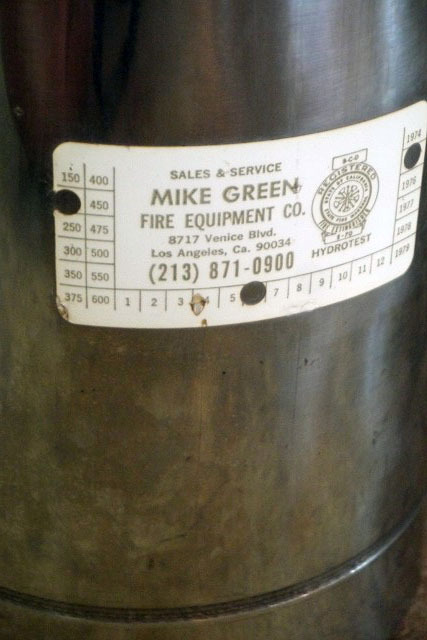 SALES & SERVICE
MIKE GREEN
FIRE EQUIPMENT CO.
8717 Venice Blvd.
Los Angeles, Ca. 90034
(213) 871-0900
150 400
450
250 475
300 500
350 550
375 600
1 2 3 4 5 7 8 9 10 11 12
1974
1976
1977
1978
1979
REGISTERED
HYDROTEST